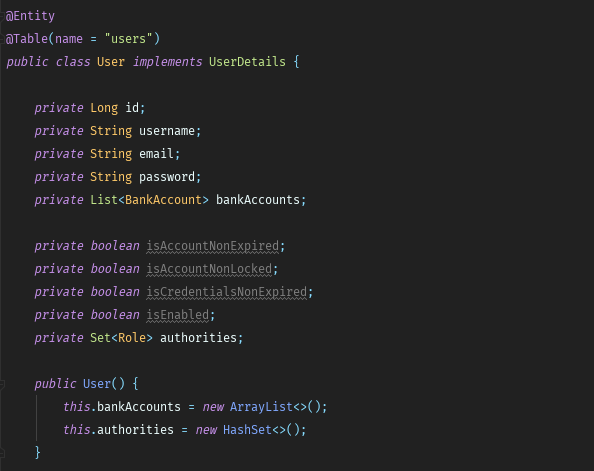 @Entity
@Table(name = "users")
public class User implements UserDetails {
private Long id;
private String username;
private String email;
private String password;
private List<BankAccount> bankAccounts;
private boolean isAccountNonExpired;
private boolean isAccountNonLocked;
private boolean isCredentialsNonExpired;
private boolean isEnabled;
private Set<Role> authorities;
public User() {
this.bankAccounts = new ArrayList<>();
this.authorities = new HashSet<>();
}